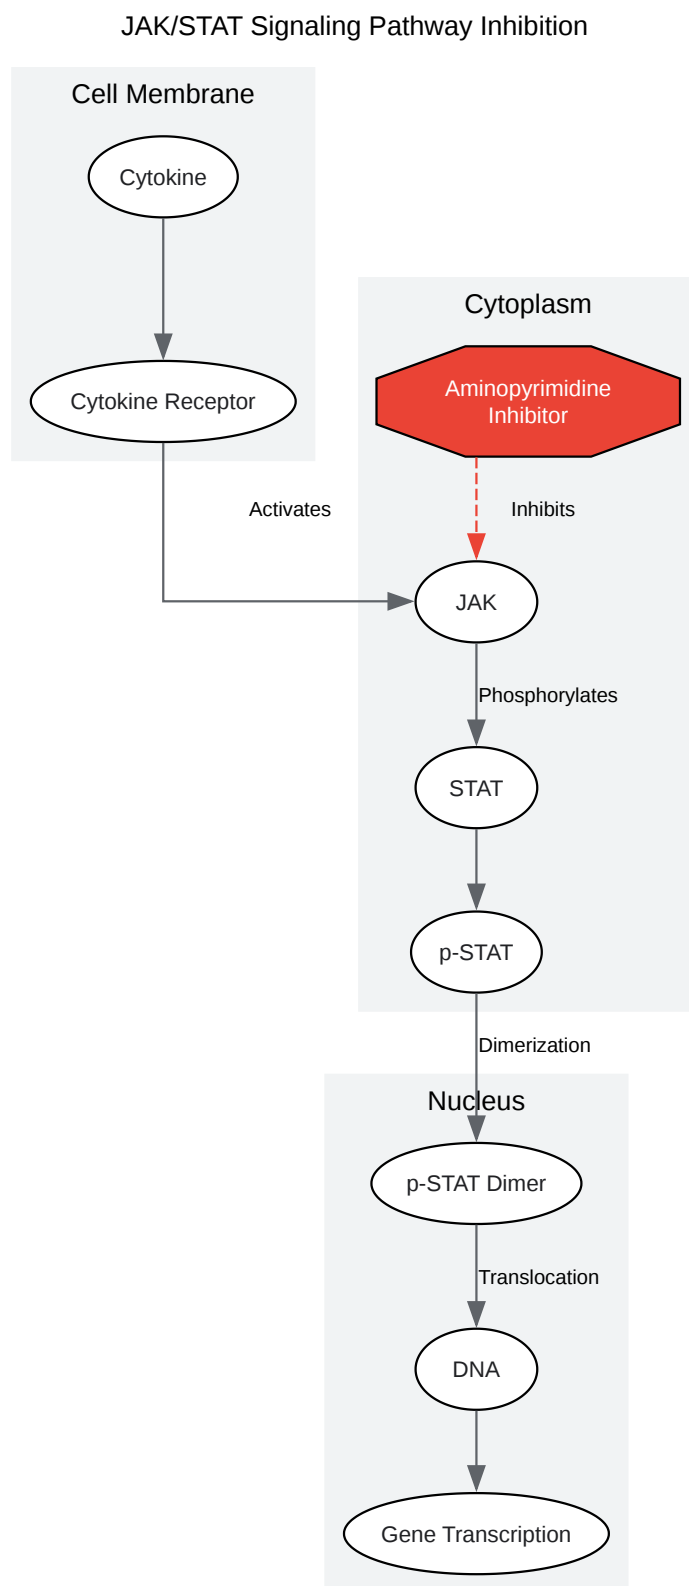 JAK/STAT Signaling Pathway Inhibition
Cell Membrane
Cytokine
Cytokine Receptor
Cytoplasm
Aminopyrimidine
Inhibitor
Activates
Inhibits
JAK
Phosphorylates
STAT
p-STAT
Dimerization
Nucleus
p-STAT Dimer
Translocation
DNA
Gene Transcription